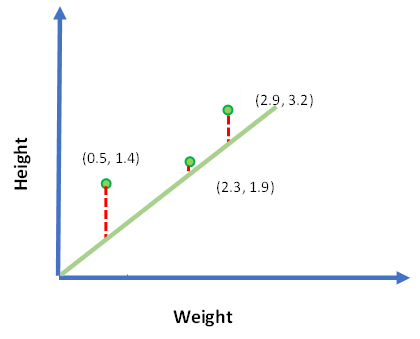 (2.9, 3.2)
(0.5, 1.4)
(2.3, 1.9)
Height
Weight